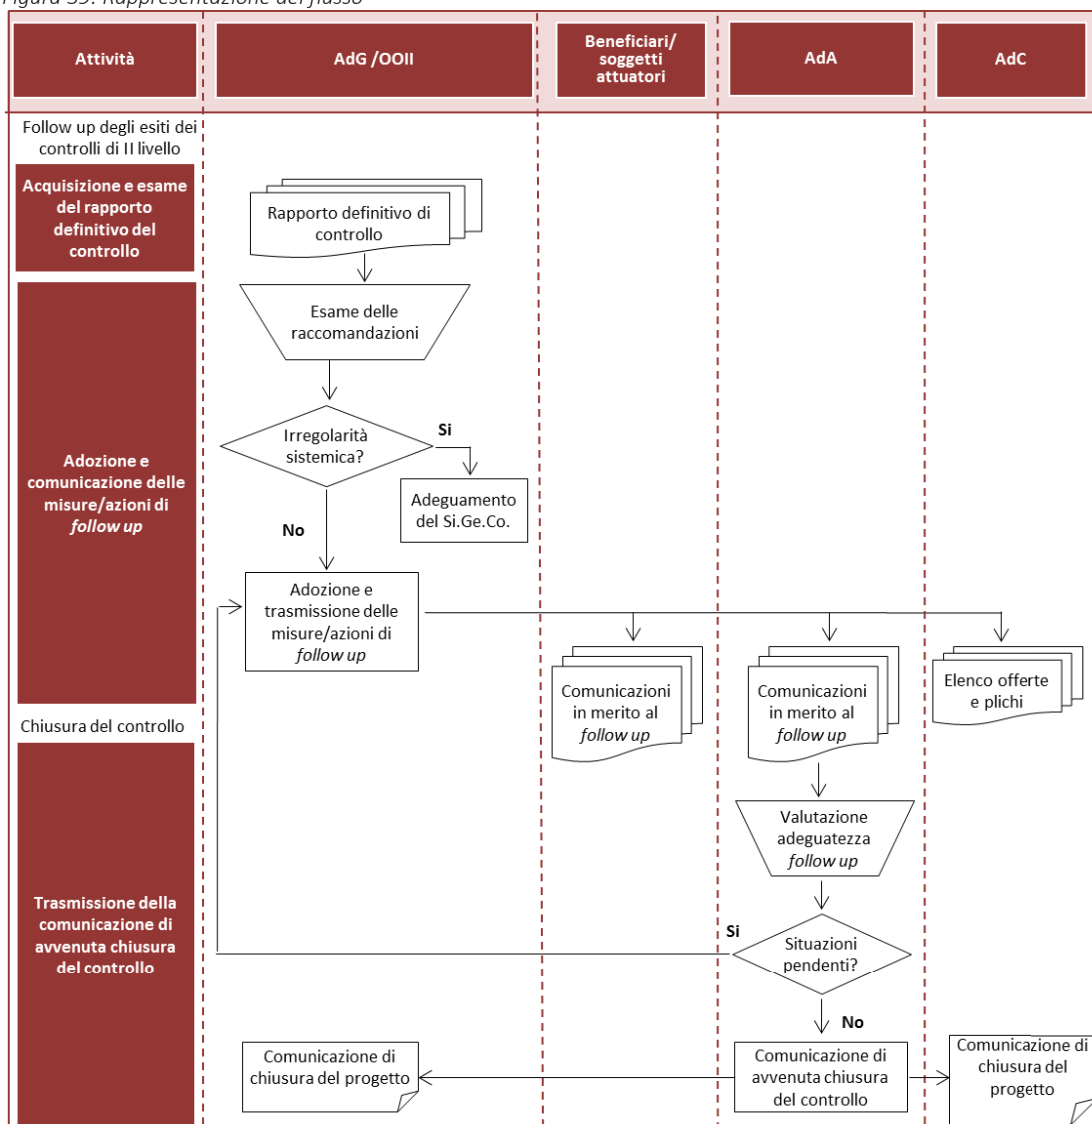 Figura 39: Rappresentazione del flusso
Attività
AdG /OOII
Beneficiari/
soggetti
attuatori
AdA
AdC
Follow up degli esiti dei
controlli di II livello
Acquisizione e esame
del rapporto
definitivo del
controllo
Rapporto definitivo di
controllo
Adozione e
comunicazione delle
misure/azioni di
follow up
Esame delle
raccomandazioni
Irregolarità
sistemica?
Si
Adeguamento
del Si.Ge.Co.
No
Adozione e
trasmissione delle
misure/azioni di
follow up
Comunicazioni
in merito al
follow up
Comunicazioni
in merito al
follow up
Elenco offerte
e plichi
Chiusura del controllo
Trasmissione della
comunicazione di
avvenuta chiusura
del controllo
Valutazione
adeguatezza
follow up
Si
Situazioni
pendenti?
No
Comunicazione di
chiusura del progetto
Comunicazione di
avvenuta chiusura
del controllo
Comunicazione di
chiusura del
progetto